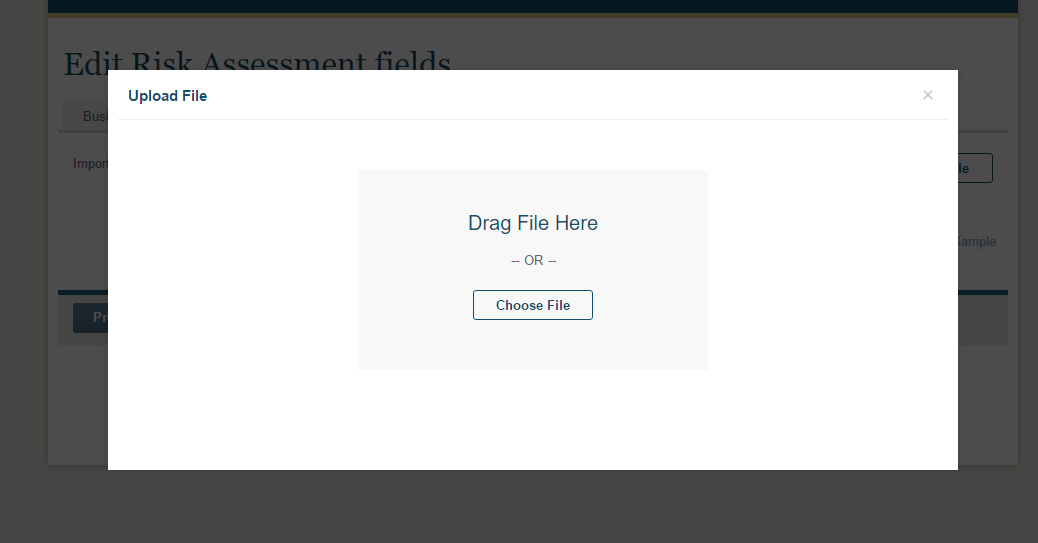 Edit Risk Assessment fields
Upload File
×
Drag File Here
-- OR --
Choose File